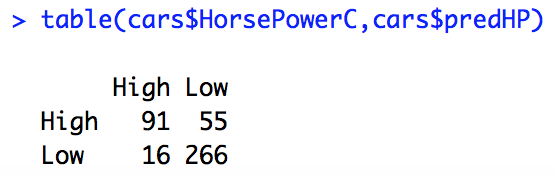 > table(cars$HorsePowerC,cars$predHP)
High Low
High 91 55
Low 16 266